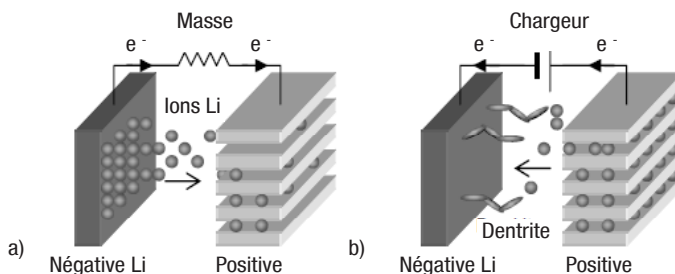 Masse
e - e -
Ions Li
a)
Négative Li Positive
Chargeur
e - e -
Dentrite
b)
Négative Li Positive